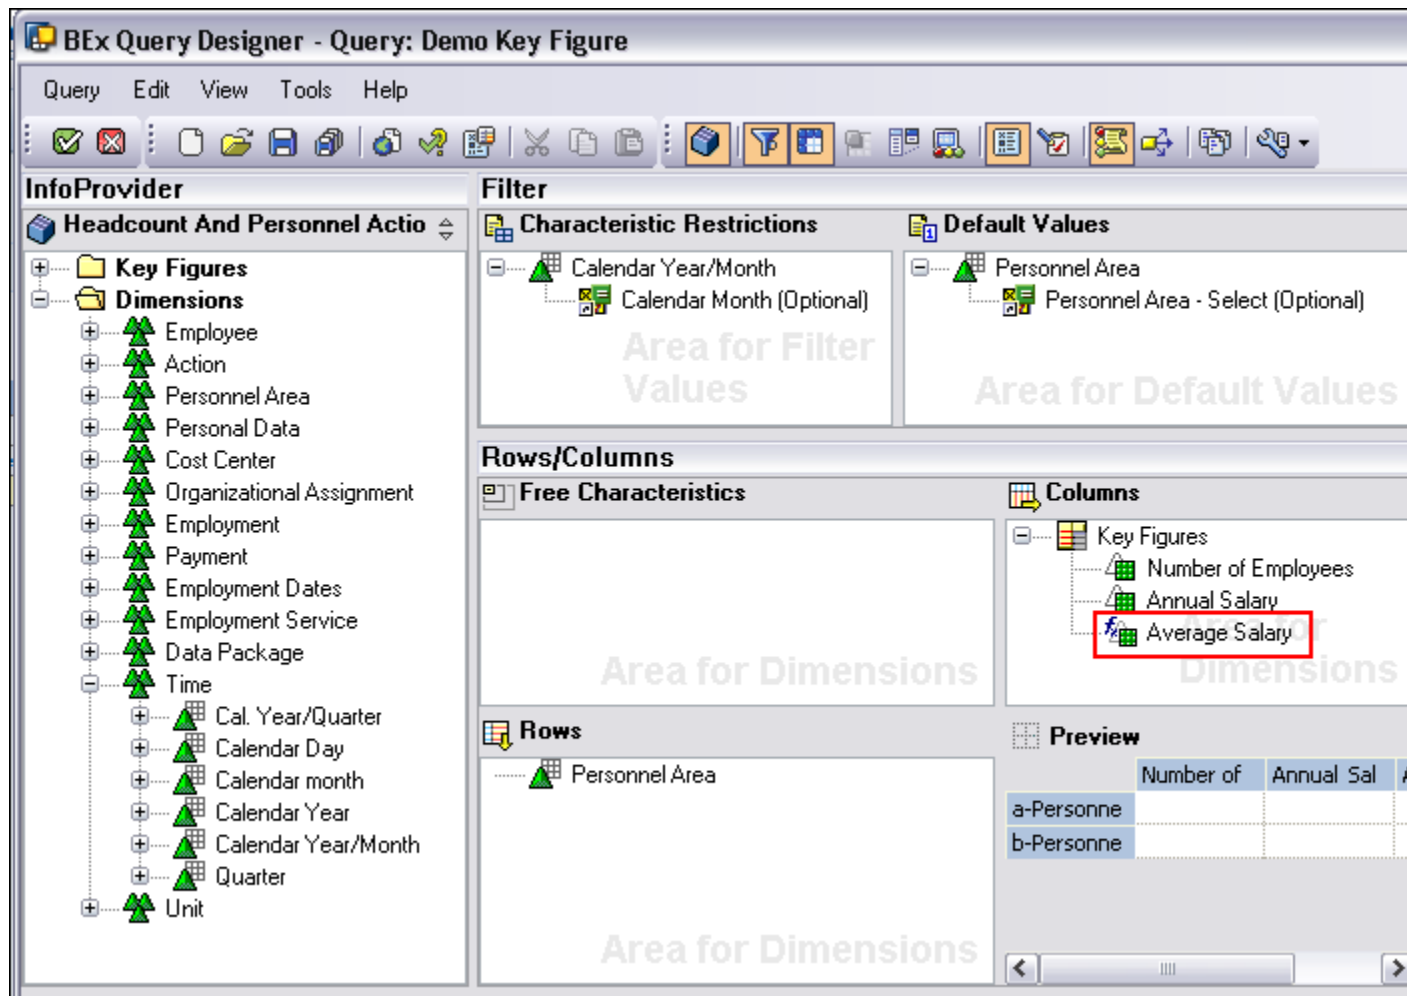 BEx Query Designer - Query: Demo Key Figure
Query Edit View Tools Help
InfoProvider
Headcount And Personnel Actio
Key Figures
Dimensions
Employee
Action
Personnel Area
Personal Data
Cost Center
Organizational Assignment
Employment
Payment
Employment Dates
Employment Service
Data Package
Time
Cal. Year/Quarter
Calendar Day
Calendar month
Calendar Year
Calendar Year/Month
Quarter
Unit
Filter
Characteristic Restrictions
Calendar Year/Month
Calendar Month (Optional)
Area for Filter
Values
Default Values
Personnel Area
Personnel Area - Select (Optional)
Area for Default Values
Rows/Columns
Free Characteristics
Area for Dimensions
Columns
Key Figures
Number of Employees
Annual Salary
Average Salary
Area for
Dimensions
Rows
Personnel Area
Area for Dimensions
Preview
Number of Annual Sal A
a-Personne
b-Personne